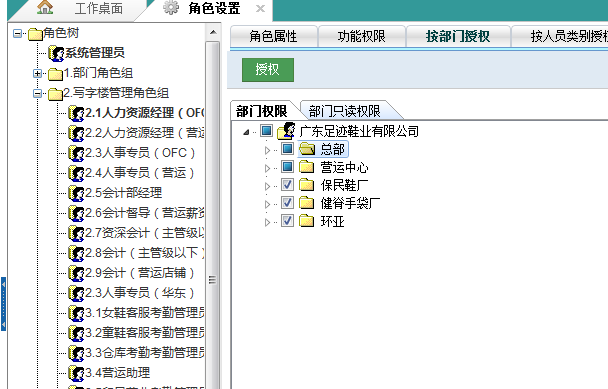 工作桌面
角色设置
角色树
系统管理员
1.部门角色组
2.写字楼管理角色组
2.1人力资源经理（OFC
2.2人力资源经理（营运
2.3人事专员（OFC）
2.4人事专员（营运）
2.5会计部经理
2.6会计督导（营运薪资
2.7资深会计（主管级以
2.8会计（主管级以下）
2.9会计（营运店铺）
2.3人事专员（华东）
3.1女鞋客服考勤管理员
3.2童鞋客服考勤管理员
3.3仓库考勤考勤管理员
3.4营运助理
角色属性
功能权限
按部门授权
按人员类别授权
授权
部门权限
部门只读权限
广东足迹鞋业有限公司
总部
营运中心
保民鞋厂
健脊手袋厂
环亚